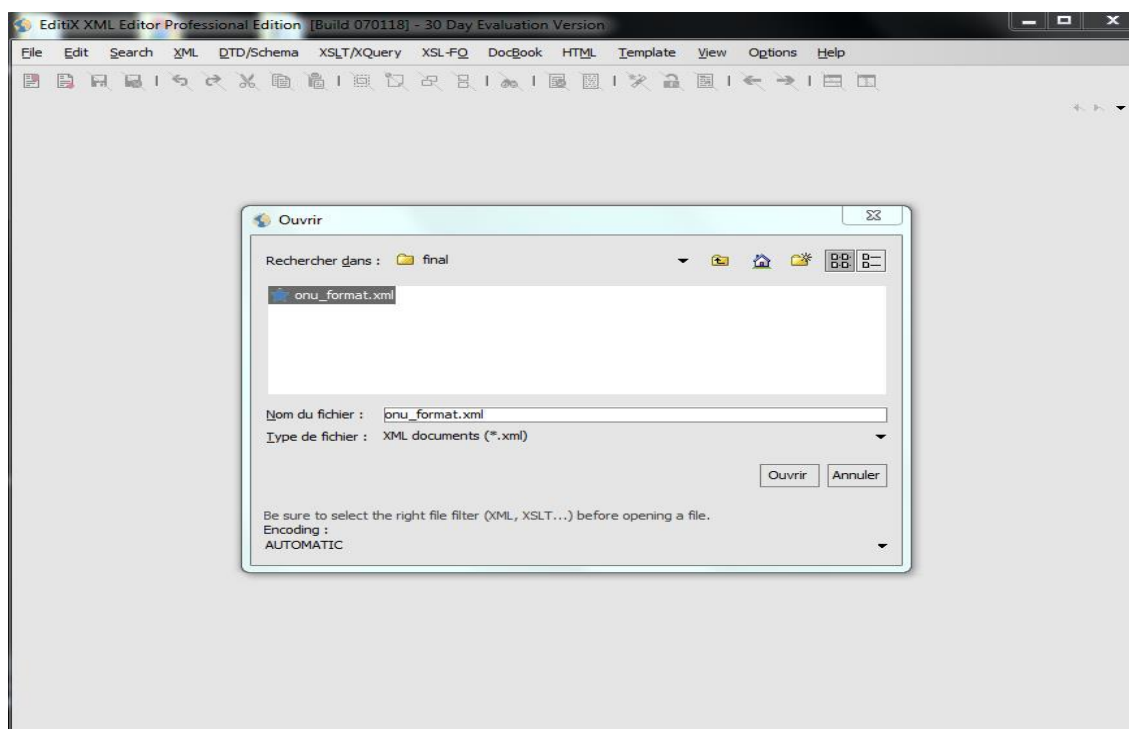 EditiX XML Editor Professional Edition [Build 070118] - 30 Day Evaluation Version
File Edit Search XML DTD/Schema XSLT/XQuery XSL-FO DocBook HTML Template View Options Help
Ouvrir
Rechercher dans : final
onu_format.xml
Nom du fichier : onu_format.xml
Type de fichier : XML documents (*.xml)
Ouvrir Annuler
Be sure to select the right file filter (XML, XSLT...) before opening a file.
Encoding :
AUTOMATIC